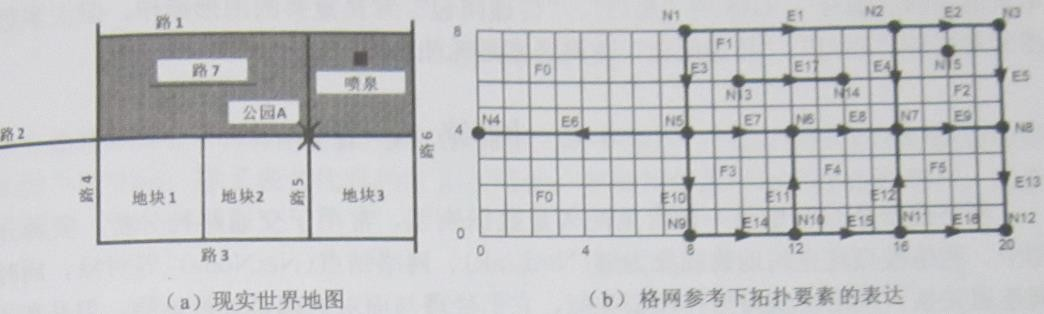 路1
路7
喷泉
公园A
路2
路4
地块1
地块2
路5
地块3
路6
路3
(a) 现实世界地图
8
N1
E1
N2
E2
N3
F1
F0
E3
E17
E4
N15
E5
N13
N14
F2
4
N4
E6
N5
E7
N6
E8
N7
E9
N8
F3
F4
F5
E13
F0
E10
E11
E12
N9
E14
N10
E15
N1
E16
N12
0
0
4
8
12
16
20
(b) 格网参考下拓扑要素的表达